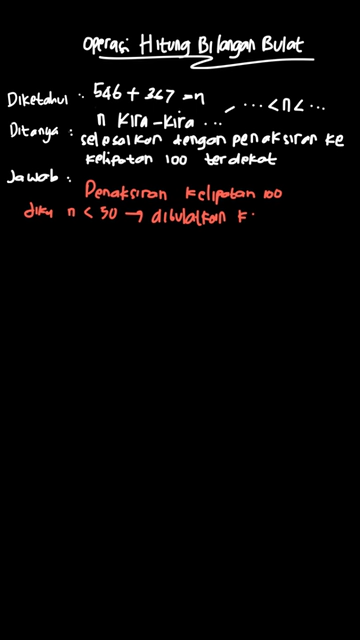 Operasi Hitung Bilangan Bulat
Diketahui : 546 + 367 = n
Ditanya : n kira-kira ... ... < n < ...
selesaikan dengan penaksiran ke
kelipatan 100 terdekat
Jawab :
Penaksiran kelipatan 100
jika n < 50 → dibulatkan k